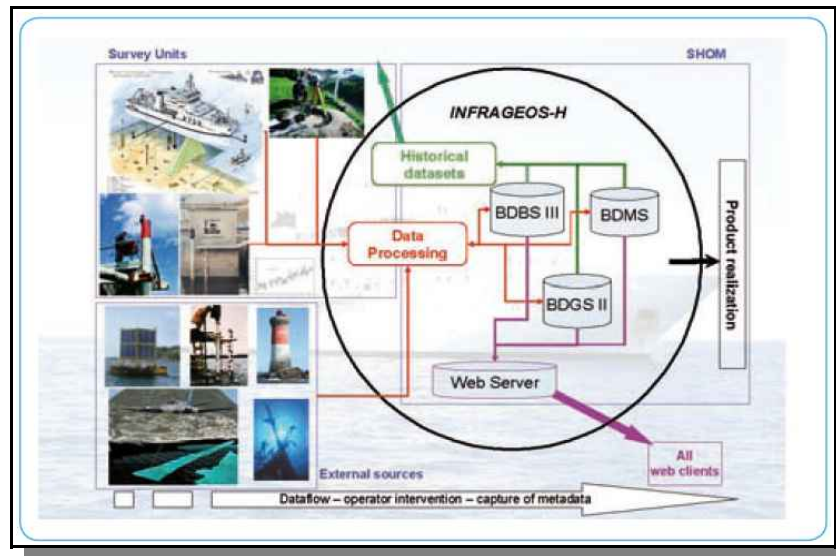 Survey Units
SHOM
INFRAGEOS-H
Historical
datasets
BDBS III
BDMS
Data
Processing
BDGS II
Product realization
Web Server
All
web clients
External sources
Dataflow – operator intervention – capture of metadata